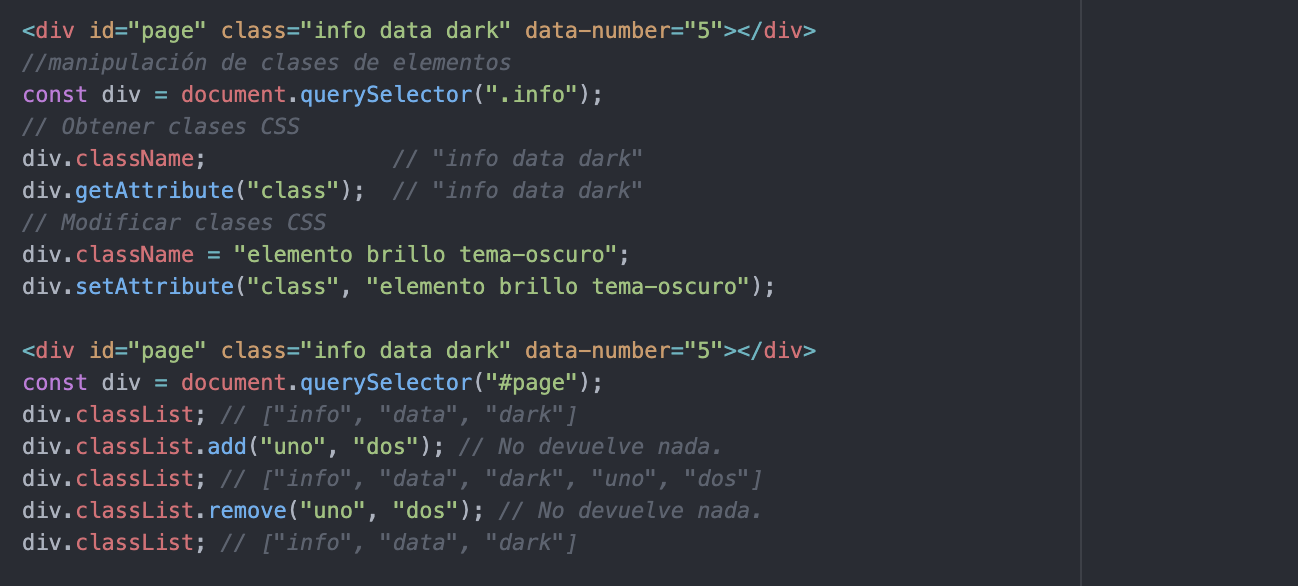 <div id="page" class="info data dark" data-number="5"></div>
//manipulación de clases de elementos
const div = document.querySelector(".info");
// Obtener clases CSS
div.className;              // "info data dark"
div.getAttribute("class");  // "info data dark"
// Modificar clases CSS
div.className = "elemento brillo tema-oscuro";
div.setAttribute("class", "elemento brillo tema-oscuro");
<div id="page" class="info data dark" data-number="5"></div>
const div = document.querySelector("#page");
div.classList; // ["info", "data", "dark"]
div.classList.add("uno", "dos"); // No devuelve nada.
div.classList; // ["info", "data", "dark", "uno", "dos"]
div.classList.remove("uno", "dos"); // No devuelve nada.
div.classList; // ["info", "data", "dark"]